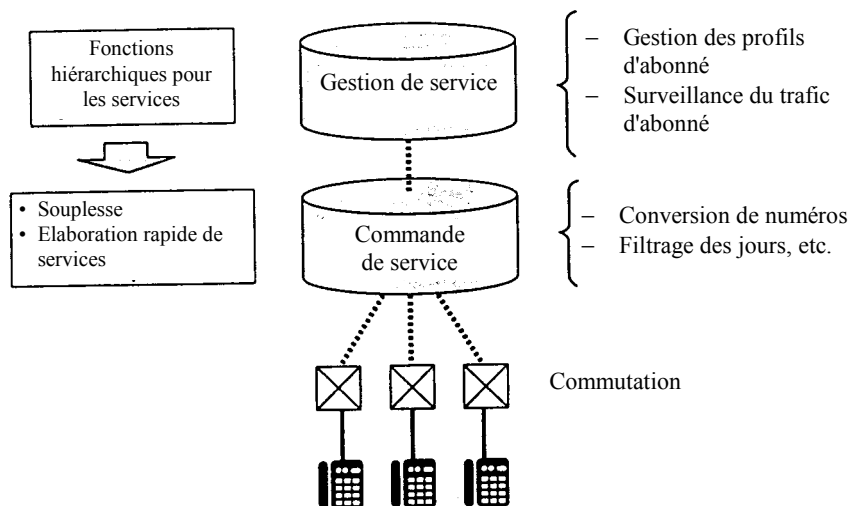 Fonctions
hiérarchiques pour
les services
• Souplesse
• Elaboration rapide de
services
Gestion de service
– Gestion des profils
d'abonné
– Surveillance du trafic
d'abonné
Commande
de service
– Conversion de numéros
– Filtrage des jours, etc.
Commutation